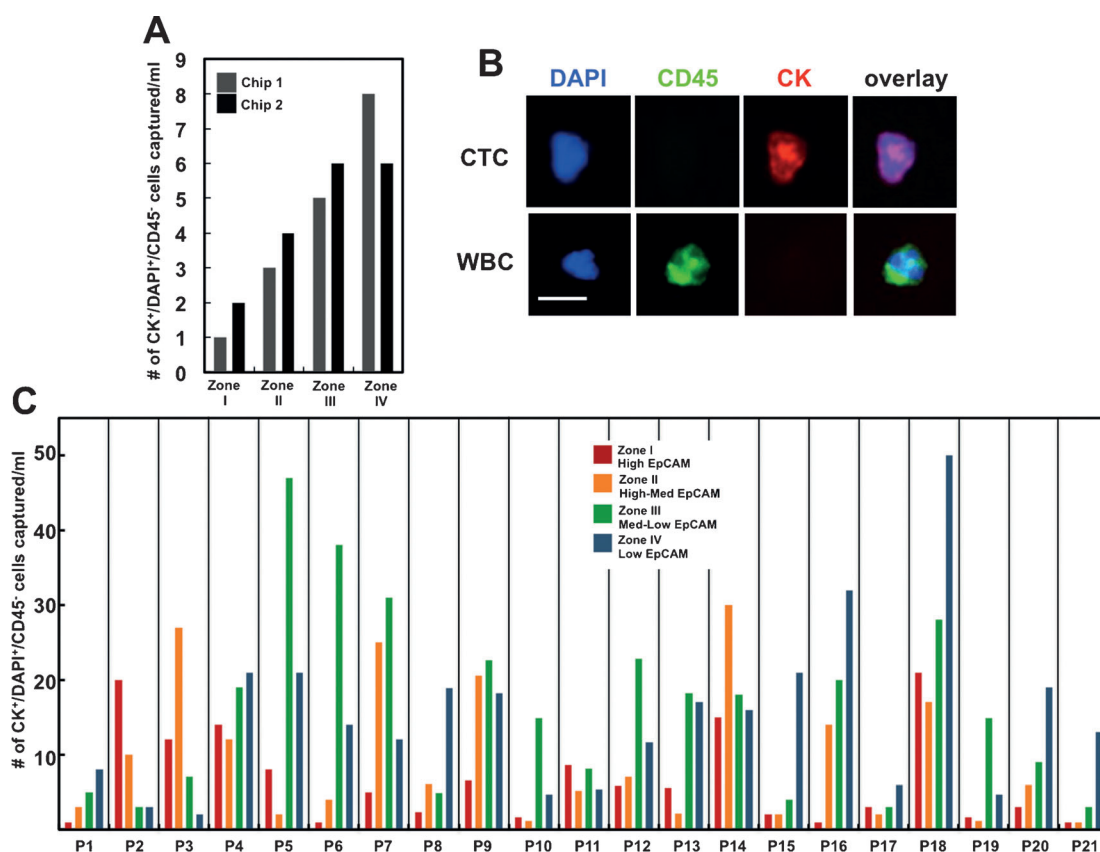 A
# of CK⁺/DAPI⁺/CD45⁻ cells captured/ml
9
8
7
6
5
4
3
2
1
0
Chip 1
Chip 2
Zone I
Zone II
Zone III
Zone IV
B
DAPI CD45 CK overlay
CTC
WBC
C
# of CK⁺/DAPI⁺/CD45⁻ cells captured/ml
50
40
30
20
10
Zone I
High EpCAM
Zone II
High-Med EpCAM
Zone III
Med-Low EpCAM
Zone IV
Low EpCAM
P1 P2 P3 P4 P5 P6 P7 P8 P9 P10 P11 P12 P13 P14 P15 P16 P17 P18 P19 P20 P21